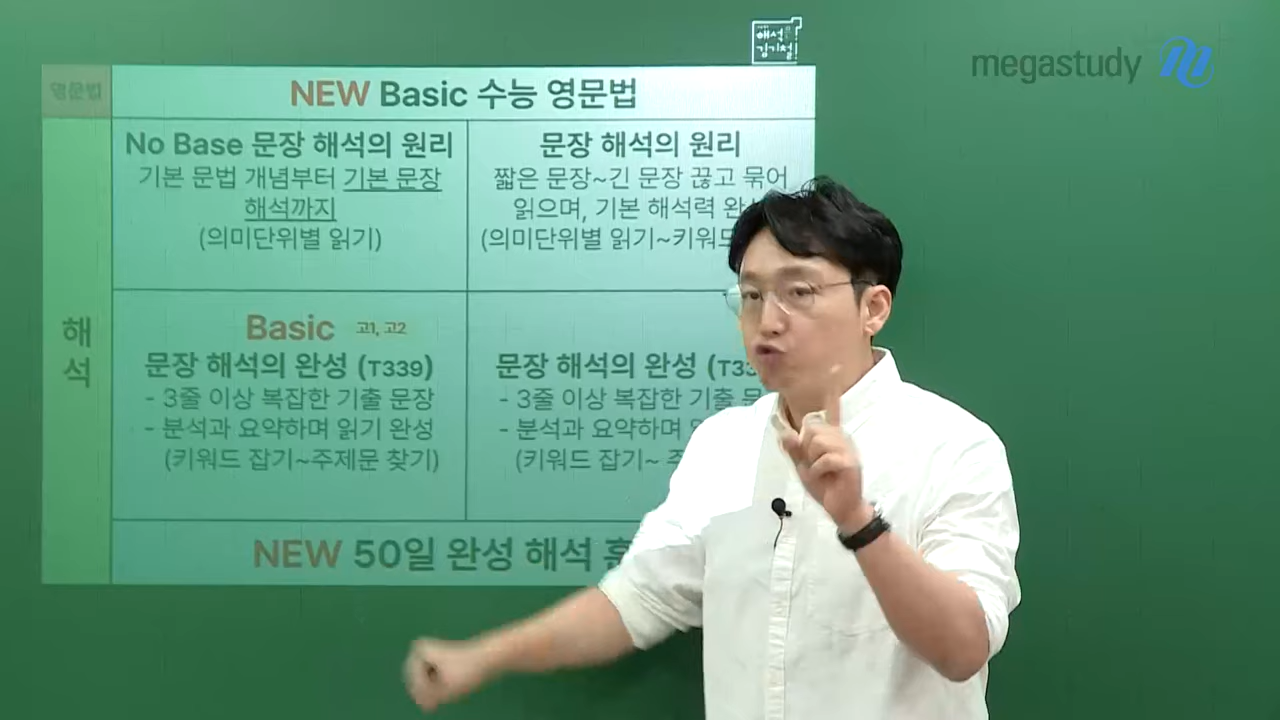 해석은
김기철!
megastudy
영문법
NEW Basic 수능 영문법
No Base 문장 해석의 원리
기본 문법 개념부터 기본 문장
해석까지
(의미단위별 읽기)
문장 해석의 원리
짧은 문장~긴 문장 끊고 묶어
읽으며, 기본 해석력
(의미단위별 읽기~키워드
해석
Basic 고1, 고2
문장 해석의 완성 (T339)
- 3줄 이상 복잡한 기출 문장
- 분석과 요약하며 읽기 완성
(키워드 잡기~주제문 찾기)
문장 해석의 완성
- 3줄 이상 복잡한 기출
- 분석과 요약하며
(키워드 잡기~
NEW 50일 완성 해석